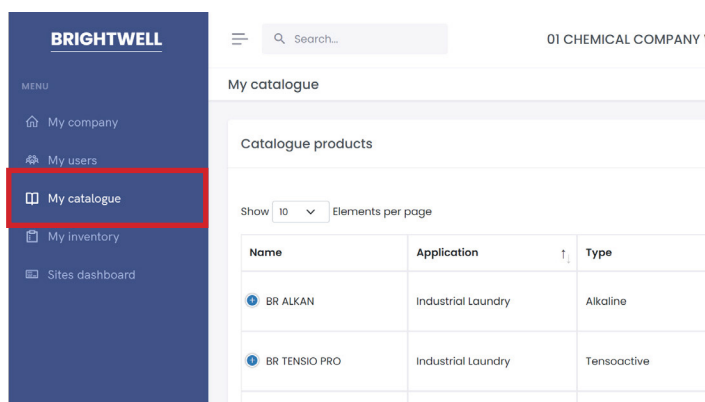 BRIGHTWELL
Search...
01 CHEMICAL COMPANY
MENU
My catalogue
My company
My users
My catalogue
My inventory
Sites dashboard
Catalogue products
Show 10 Elements per page
Name Application Type
BR ALKAN Industrial Laundry Alkaline
BR TENSIO PRO Industrial Laundry Tensoactive